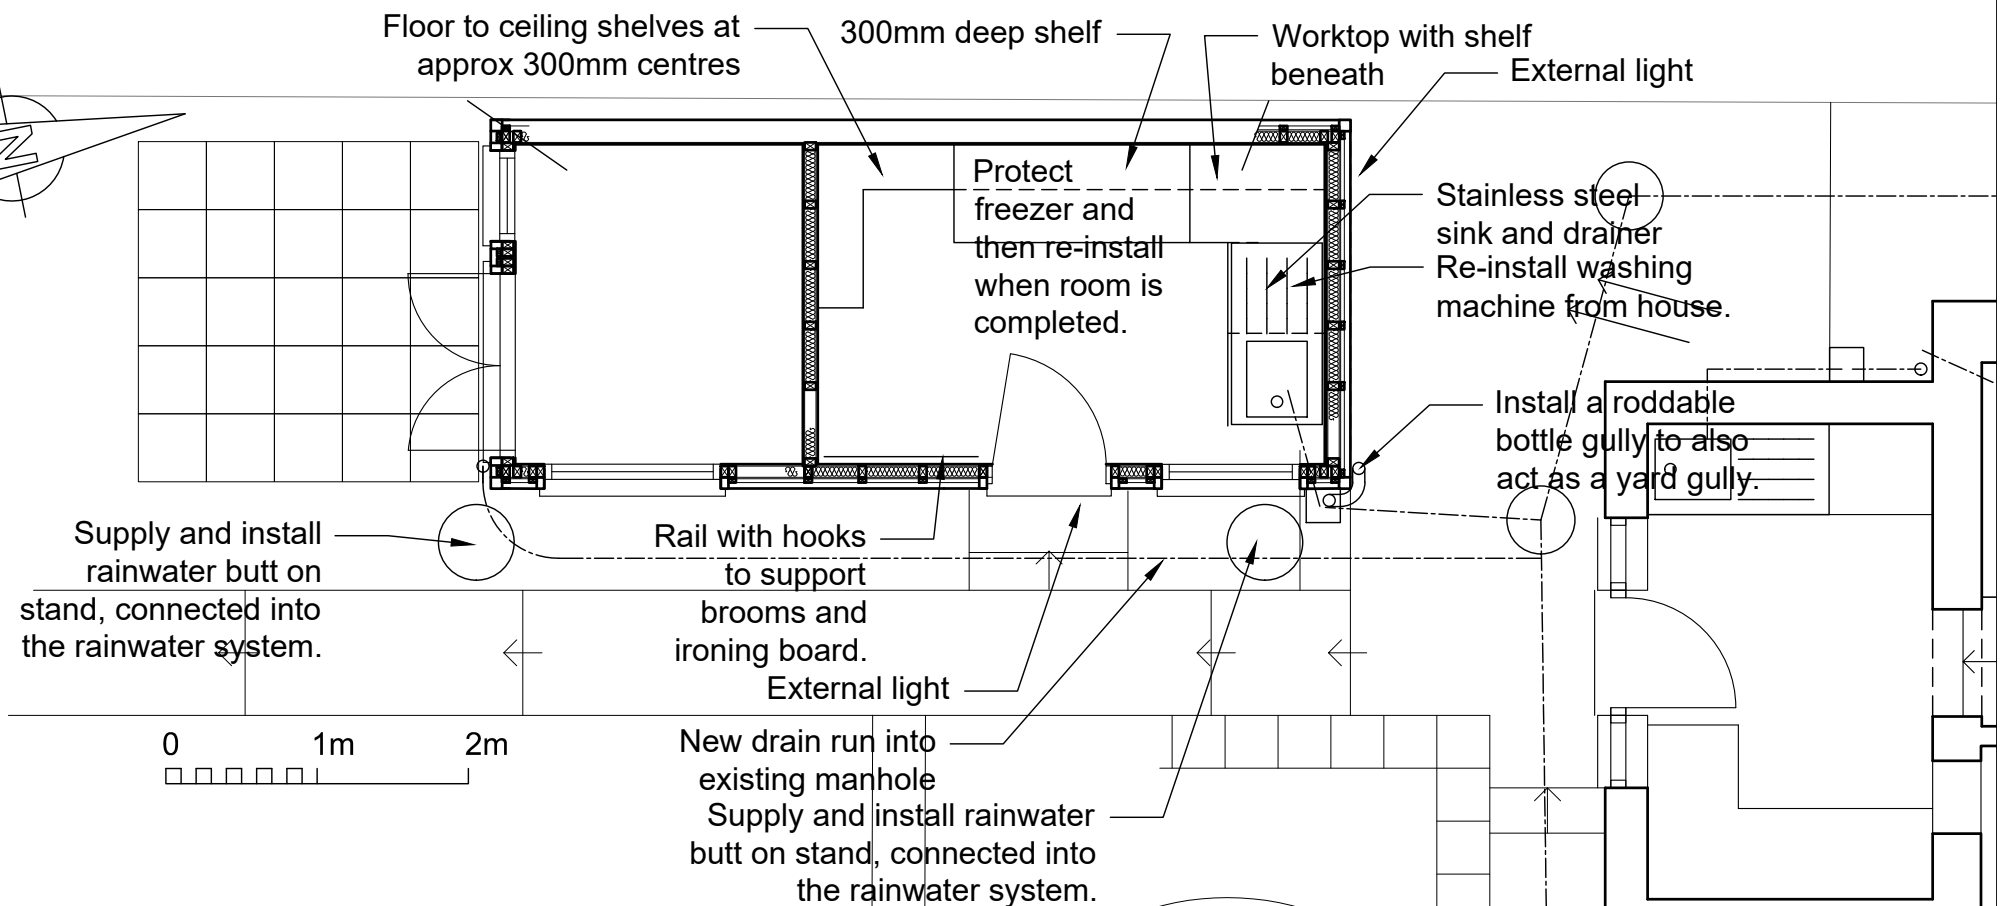 Floor to ceiling shelves at
approx 300mm centres
300mm deep shelf
Worktop with shelf
beneath
External light
N
Protect
freezer and
then re-install
when room is
completed.
Stainless steel
sink and drainer
Re-install washing
machine from house.
Install a roddable
bottle gully to also
act as a yard gully.
Supply and install
rainwater butt on
stand, connected into
the rainwater system.
Rail with hooks
to support
brooms and
ironing board.
External light
New drain run into
existing manhole
Supply and install rainwater
butt on stand, connected into
the rainwater system.
0 1m 2m